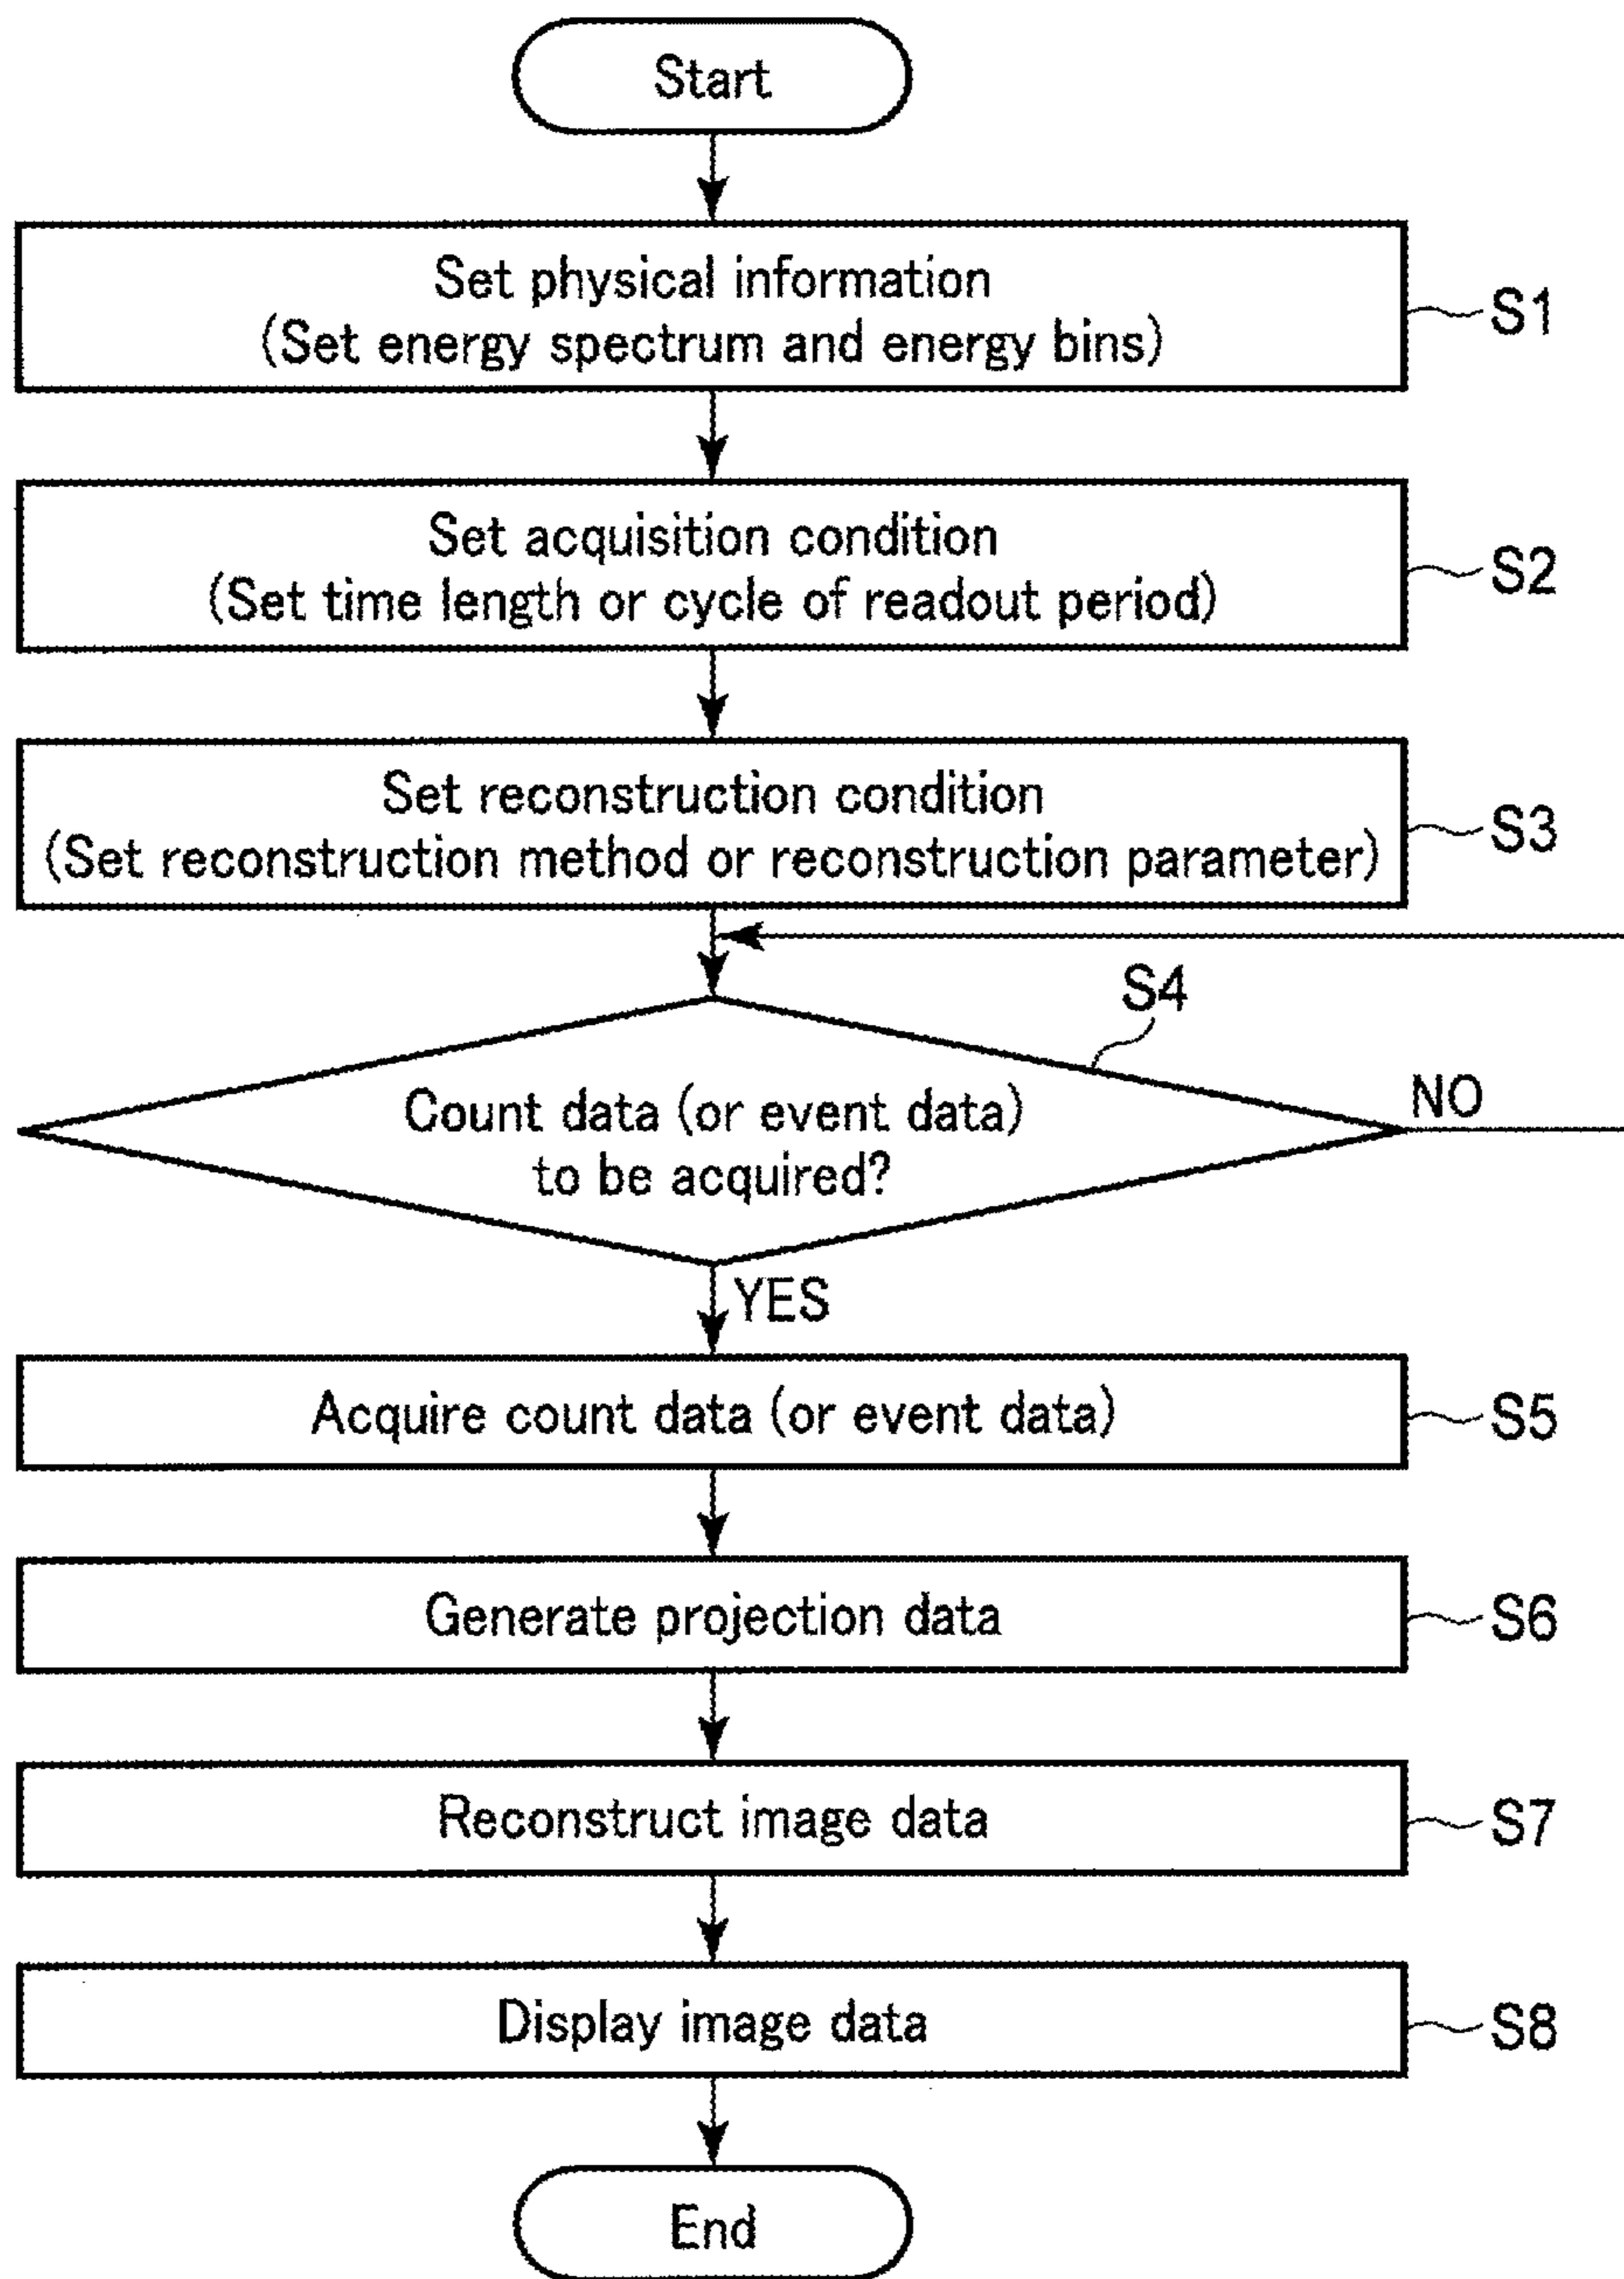 Start
Set physical information
(Set energy spectrum and energy bins)
S1
Set acquisition condition
(Set time length or cycle of readout period)
S2
Set reconstruction condition
(Set reconstruction method or reconstruction parameter)
S3
S4
Count data (or event data)
to be acquired?
NO
YES
Acquire count data (or event data)
S5
Generate projection data
S6
Reconstruct image data
S7
Display image data
S8
End